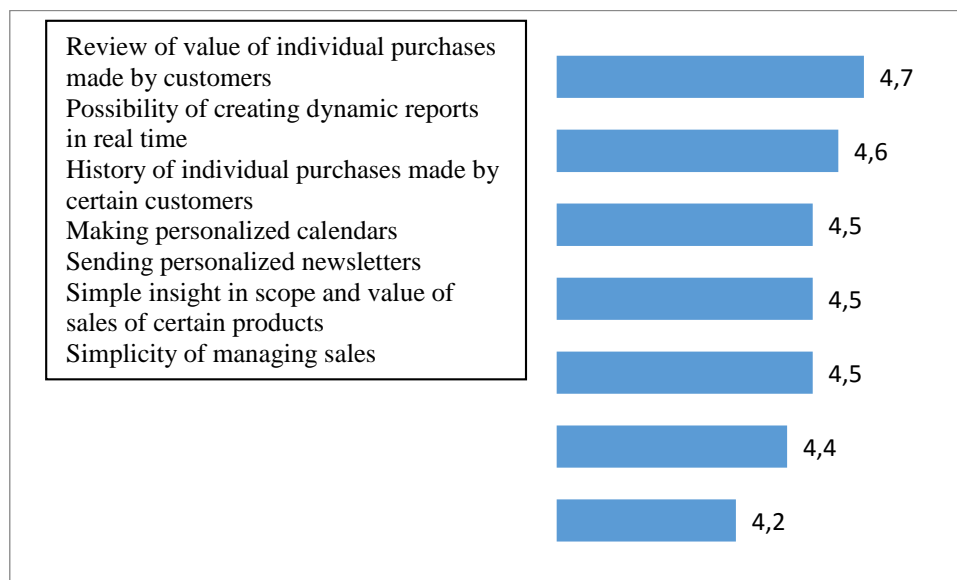 Review of value of individual purchases
made by customers
Possibility of creating dynamic reports
in real time
History of individual purchases made by
certain customers
Making personalized calendars
Sending personalized newsletters
Simple insight in scope and value of
sales of certain products
Simplicity of managing sales
4,7
4,6
4,5
4,5
4,5
4,4
4,2